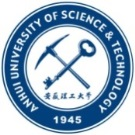 ANHUI UNIVERSITY OF SCIENCE & TECHNOLOGY
安徽理工大学
1945